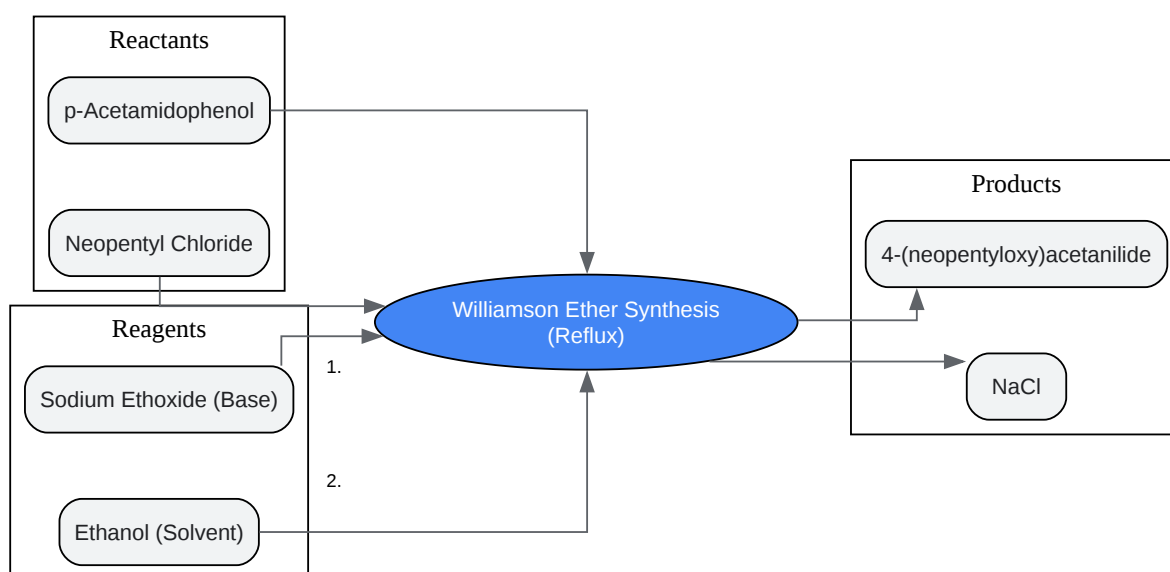 Reactants
p-Acetamidophenol
Neopentyl Chloride
Reagents
Sodium Ethoxide (Base)
Ethanol (Solvent)
1.
2.
Williamson Ether Synthesis
(Reflux)
Products
4-(neopentyloxy)acetanilide
NaCl